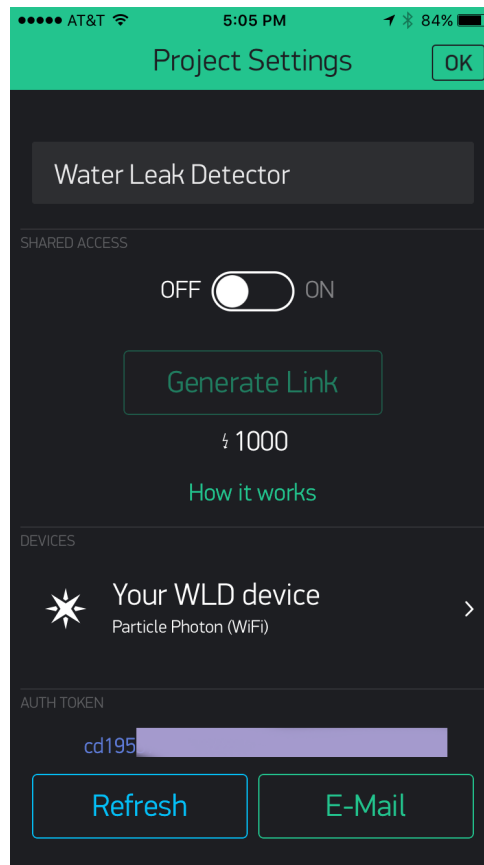 AT&T 5:05 PM 84%
Project Settings OK
Water Leak Detector
SHARED ACCESS
OFF ON
Generate Link
1000
How it works
DEVICES
Your WLD device
Particle Photon (WiFi)
AUTH TOKEN
cd195
Refresh E-Mail